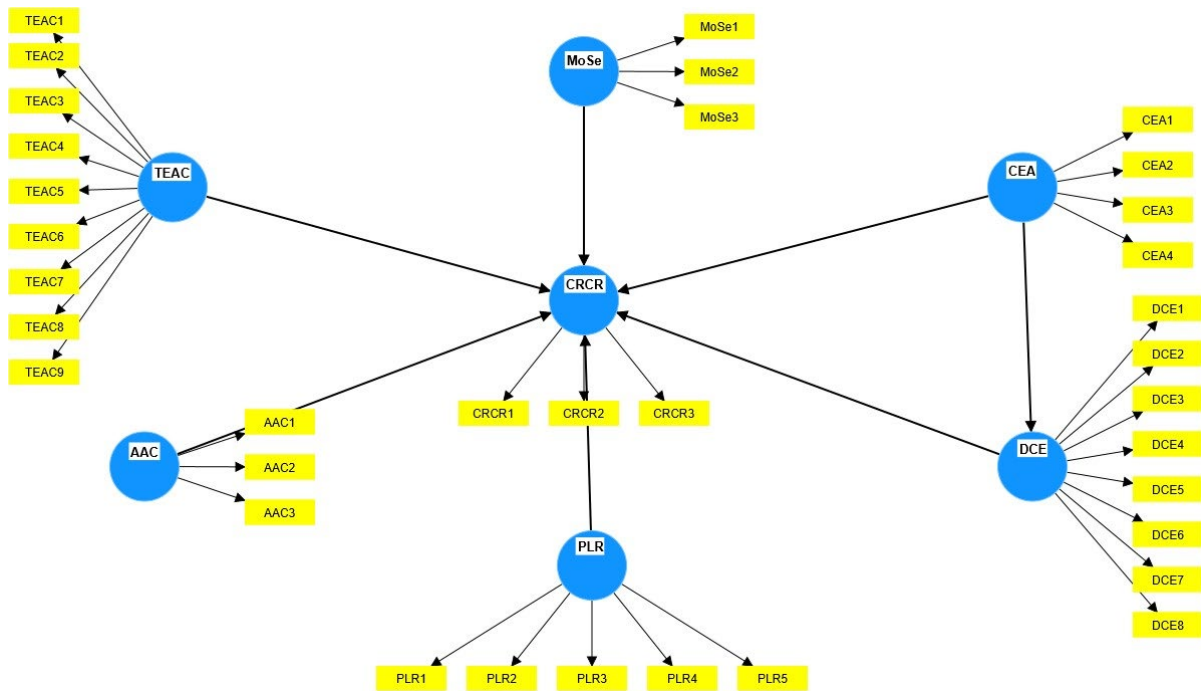 TEAC1
TEAC2
TEAC3
TEAC4
TEAC5
TEAC6
TEAC7
TEAC8
TEAC9
TEAC
MoSe
MoSe1
MoSe2
MoSe3
CEA
CEA1
CEA2
CEA3
CEA4
CRCR
CRCR1
CRCR2
CRCR3
AAC
AAC1
AAC2
AAC3
DCE
DCE1
DCE2
DCE3
DCE4
DCE5
DCE6
DCE7
DCE8
PLR
PLR1
PLR2
PLR3
PLR4
PLR5